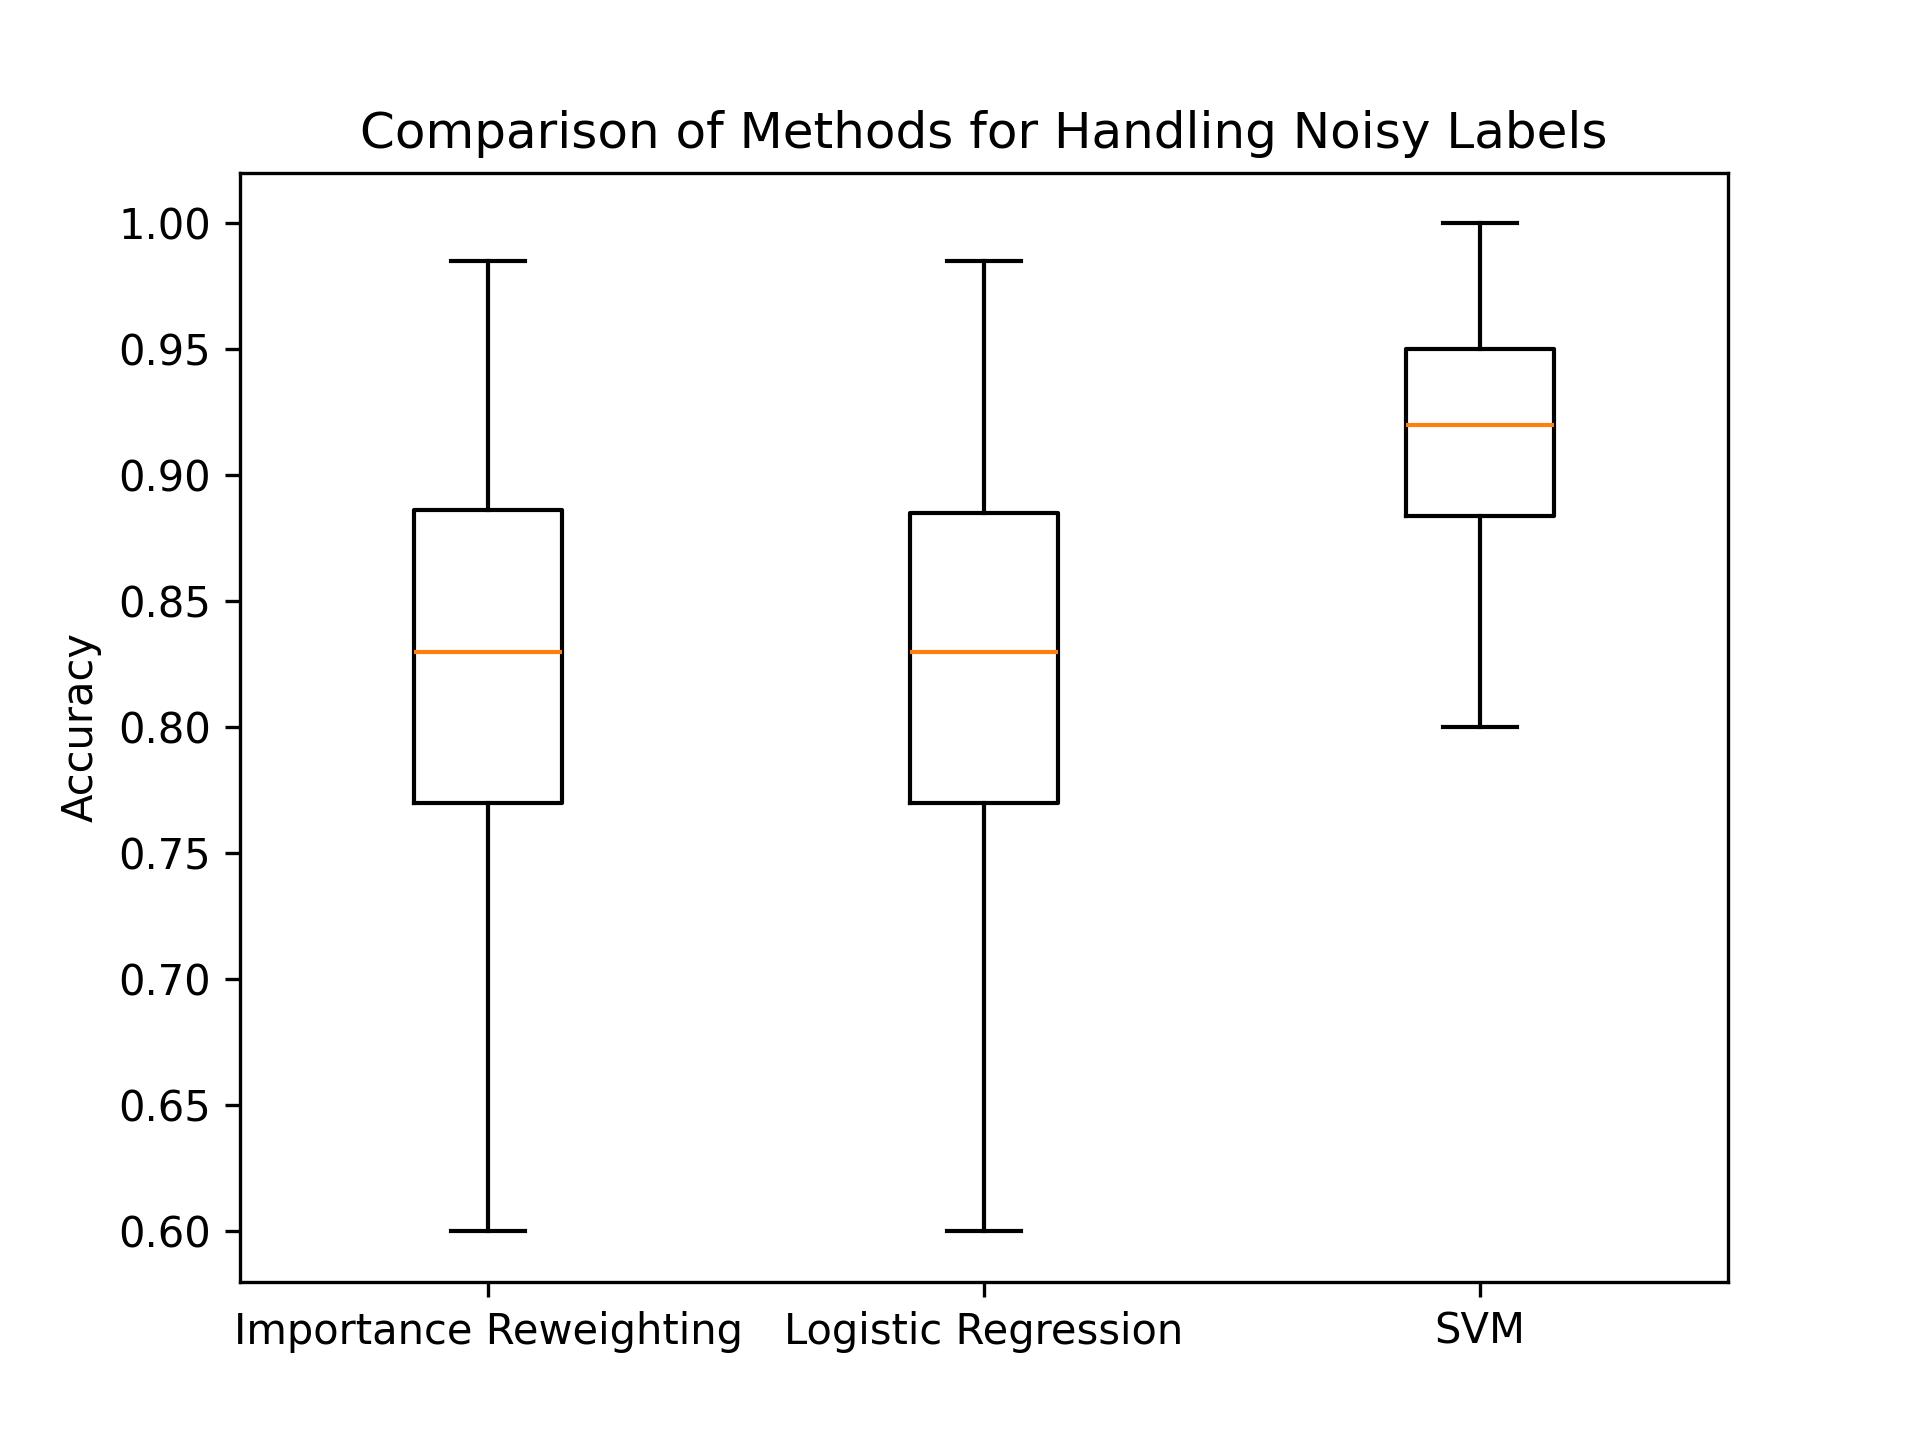 Comparison of Methods for Handling Noisy Labels
1.00
0.95
0.90
0.85
0.80
0.75
0.70
0.65
0.60
Accuracy
Importance Reweighting
Logistic Regression
SVM